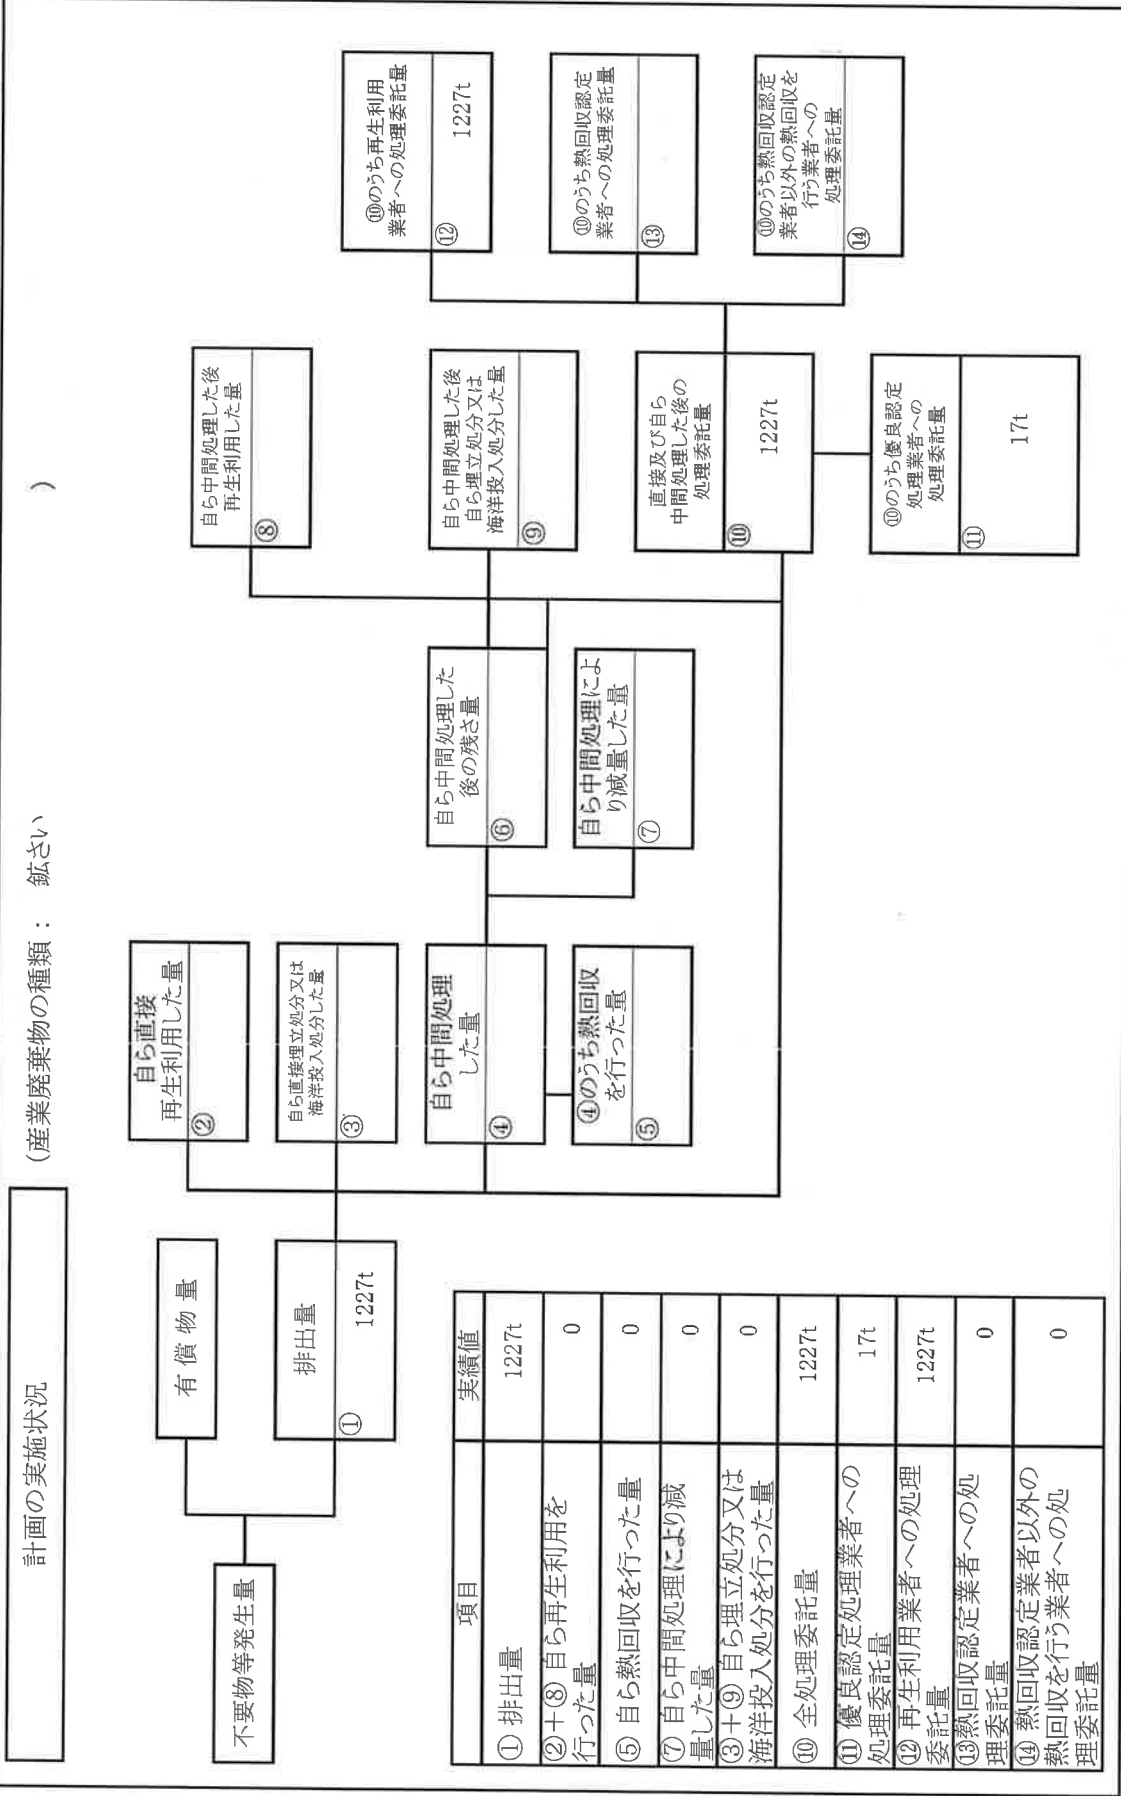 計画の実施状況
(産業廃棄物の種類： 鉱さい )
不要物等発生量
有償物量
排出量
①
1227t
自ら直接
再生利用した量
②
自ら直接埋立処分又は
海洋投入処分した量
③
自ら中間処理
した量
④
④のうち熱回収
を行った量
⑤
自ら中間処理した
後の残さ量
⑥
自ら中間処理によ
り減量した量
⑦
自ら中間処理した後
再生利用した量
⑧
自ら中間処理した後
自ら埋立処分又は
海洋投入処分した量
⑨
直接及び自ら
中間処理した後の
処理委託量
⑩
1227t
⑩のうち優良認定
処理業者への
処理委託量
⑪
17t
⑩のうち再生利用
業者への処理委託量
⑫
1227t
⑩のうち熱回収認定
業者への処理委託量
⑬
⑩のうち熱回収認定
業者以外の熱回収を
行う業者への
処理委託量
⑭
項目 実績値
① 排出量 1227t
②＋⑧ 自ら再生利用を
行った量 0
⑤ 自ら熱回収を行った量 0
⑦ 自ら中間処理により減
量した量 0
③＋⑨ 自ら埋立処分又は
海洋投入処分を行った量 0
⑩ 全処理委託量 1227t
⑪ 優良認定処理業者への
処理委託量 17t
⑫ 再生利用業者への処理
委託量 1227t
⑬熱回収認定業者への処
理委託量 0
⑭ 熱回収認定業者以外の
熱回収を行う業者への処
理委託量 0